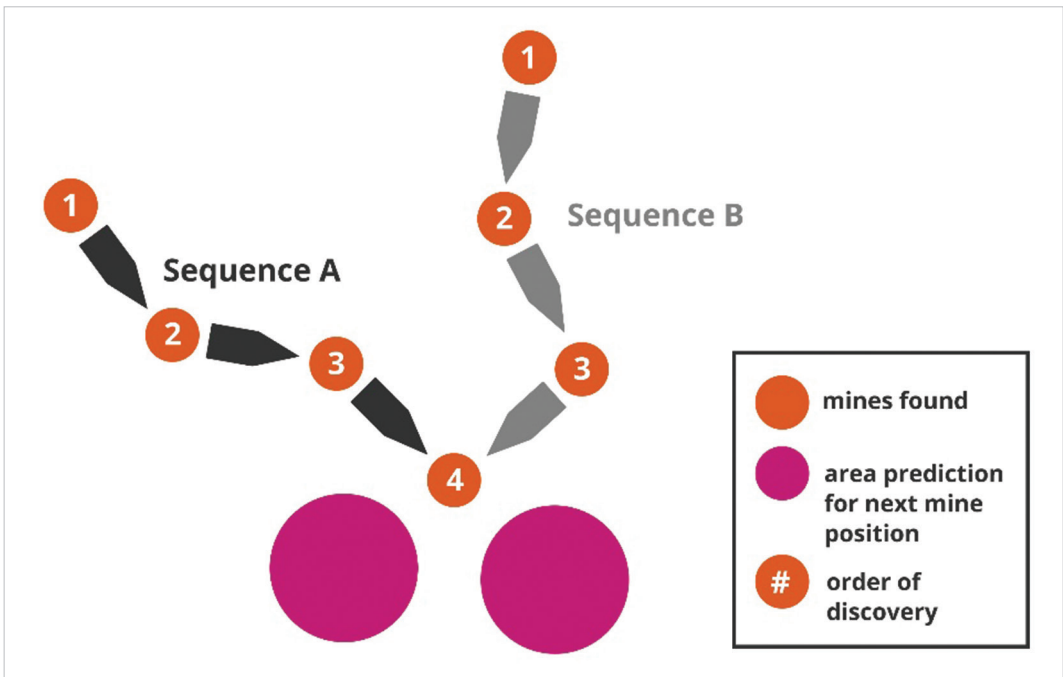 1
2
Sequence B
1
Sequence A
2
3
3
4
mines found
area prediction
for next mine
position
#
order of
discovery